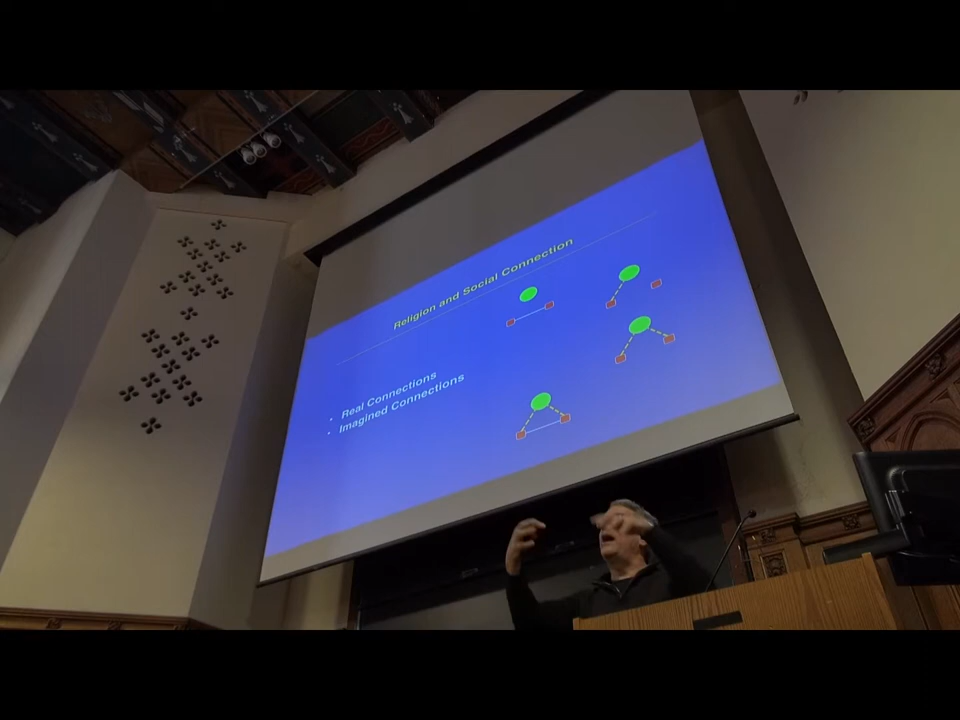 Religion and Social Connection
• Real Connections
• Imagined Connections